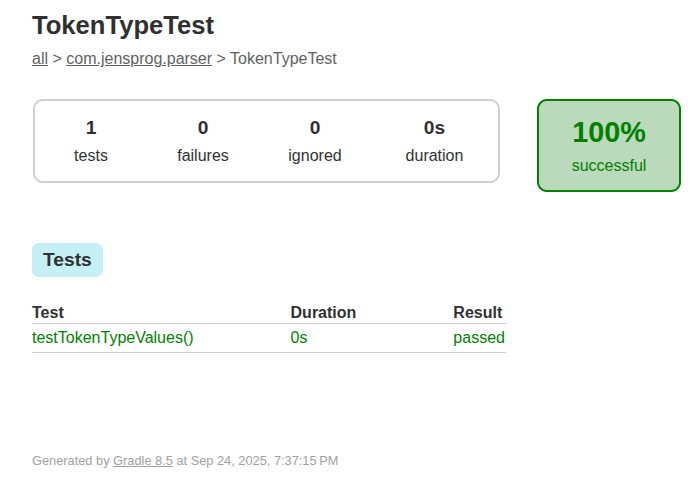 TokenTypeTest
all > com.jensprog.parser > TokenTypeTest
1 0 0 0s
tests failures ignored duration
100%
successful
Tests
Test Duration Result
testTokenTypeValues() 0s passed
Generated by Gradle 8.5 at Sep 24, 2025, 7:37:15 PM